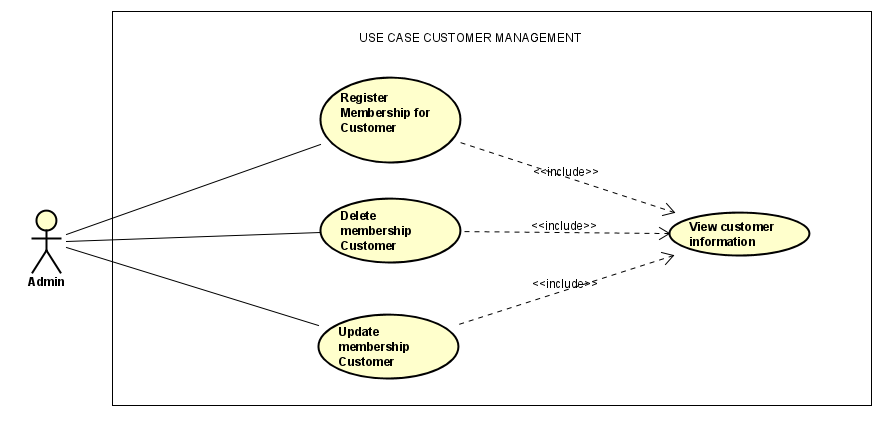 USE CASE CUSTOMER MANAGEMENT
Register
Membership for
Customer
<<include>>
Delete
membership
Customer
<<include>>
View customer
information
Admin
<<include>>
Update
membership
Customer